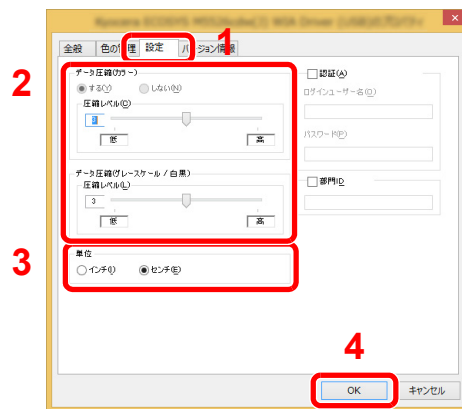 全般 色の管理 設定 バージョン情報
1
2
データ圧縮(カラー)
する(Y) しない(N)
圧縮レベル(C)
3
低 高
データ圧縮(グレースケール / 白黒)
圧縮レベル(L)
3
低 高
認証(A)
ログインユーザー名(O)
パスワード(P)
部門ID
3
単位
インチ(I) センチ(E)
4
OK キャンセル